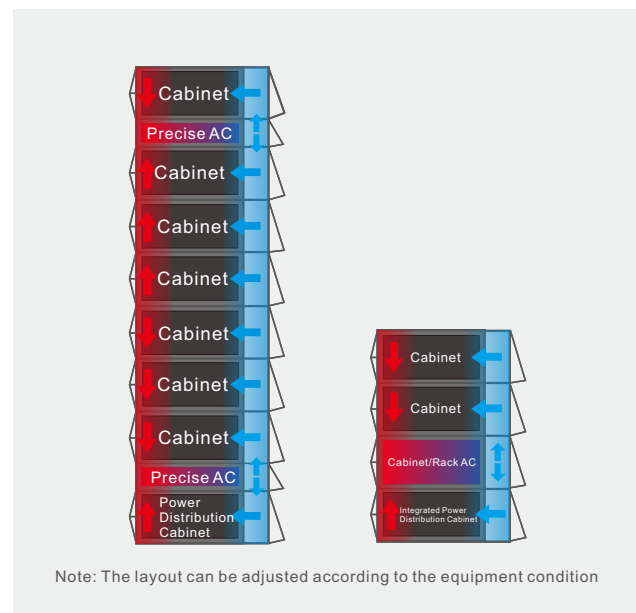 Cabinet
Precise AC
Cabinet
Cabinet
Cabinet
Cabinet
Cabinet
Cabinet
Precise AC
Power
Distribution
Cabinet
Cabinet
Cabinet
Cabinet/Rack AC
Integrated Power
Distribution Cabinet
Note: The layout can be adjusted according to the equipment condition